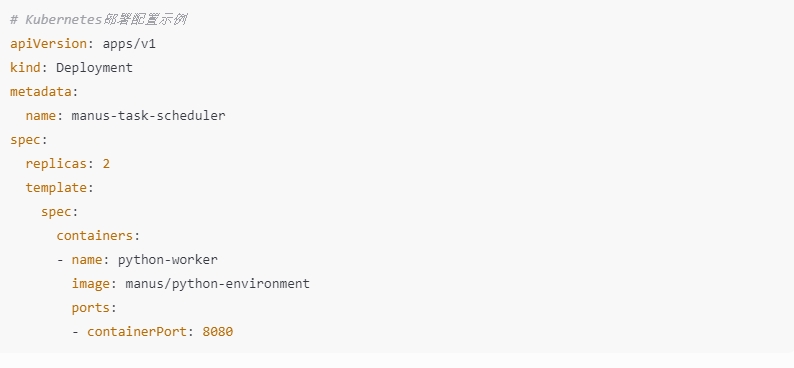 # Kubernetes部署配置示例
apiVersion: apps/v1
kind: Deployment
metadata:
  name: manus-task-scheduler
spec:
  replicas: 2
  template:
    spec:
      containers:
      - name: python-worker
        image: manus/python-environment
        ports:
        - containerPort: 8080